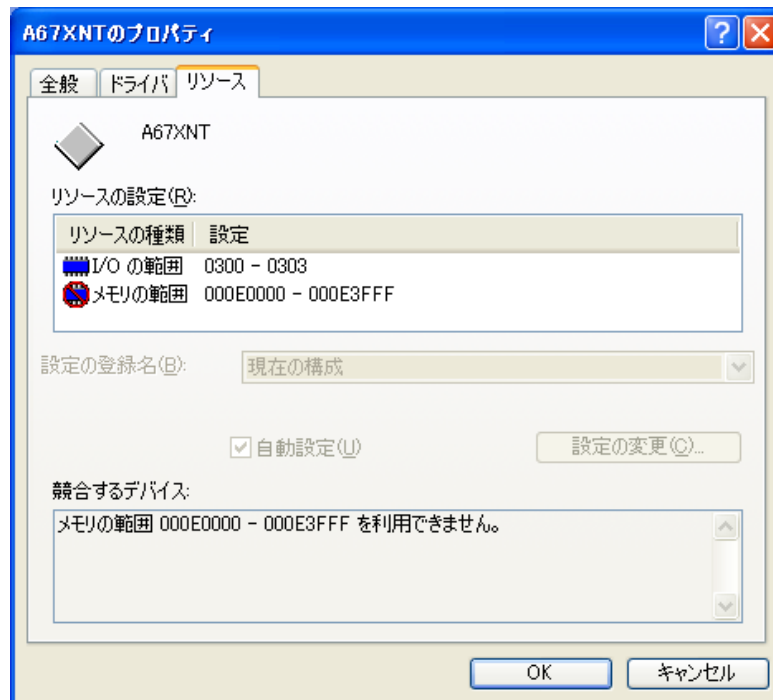 A67XNTのプロパティ
全般 ドライバ リソース
A67XNT
リソースの設定(R):
リソースの種類 設定
I/O の範囲 0300 - 0303
メモリの範囲 000E0000 - 000E3FFF
設定の登録名(B): 現在の構成
自動設定(U) 設定の変更(C)...
競合するデバイス:
メモリの範囲 000E0000 - 000E3FFF を利用できません。
OK キャンセル